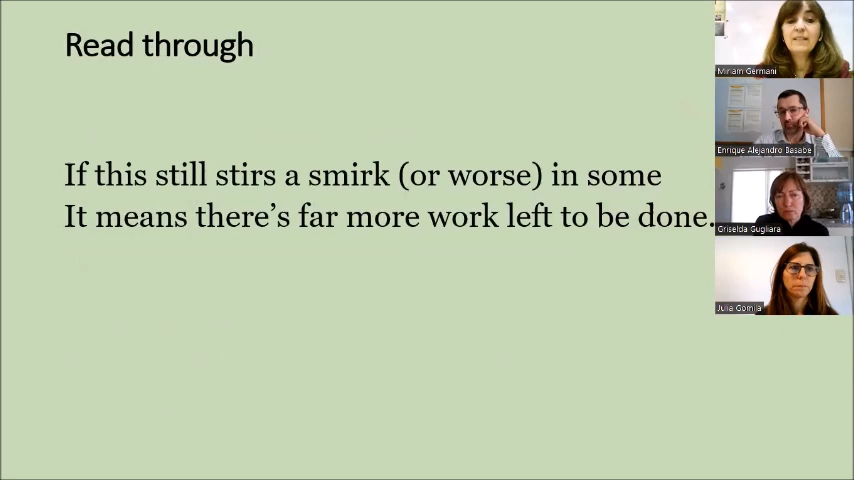 Read through
If this still stirs a smirk (or worse) in some
It means there's far more work left to be done.
Miriam Germani
Enrique Alejandro Basabe
Griselda Gugliara
Julia Gomila